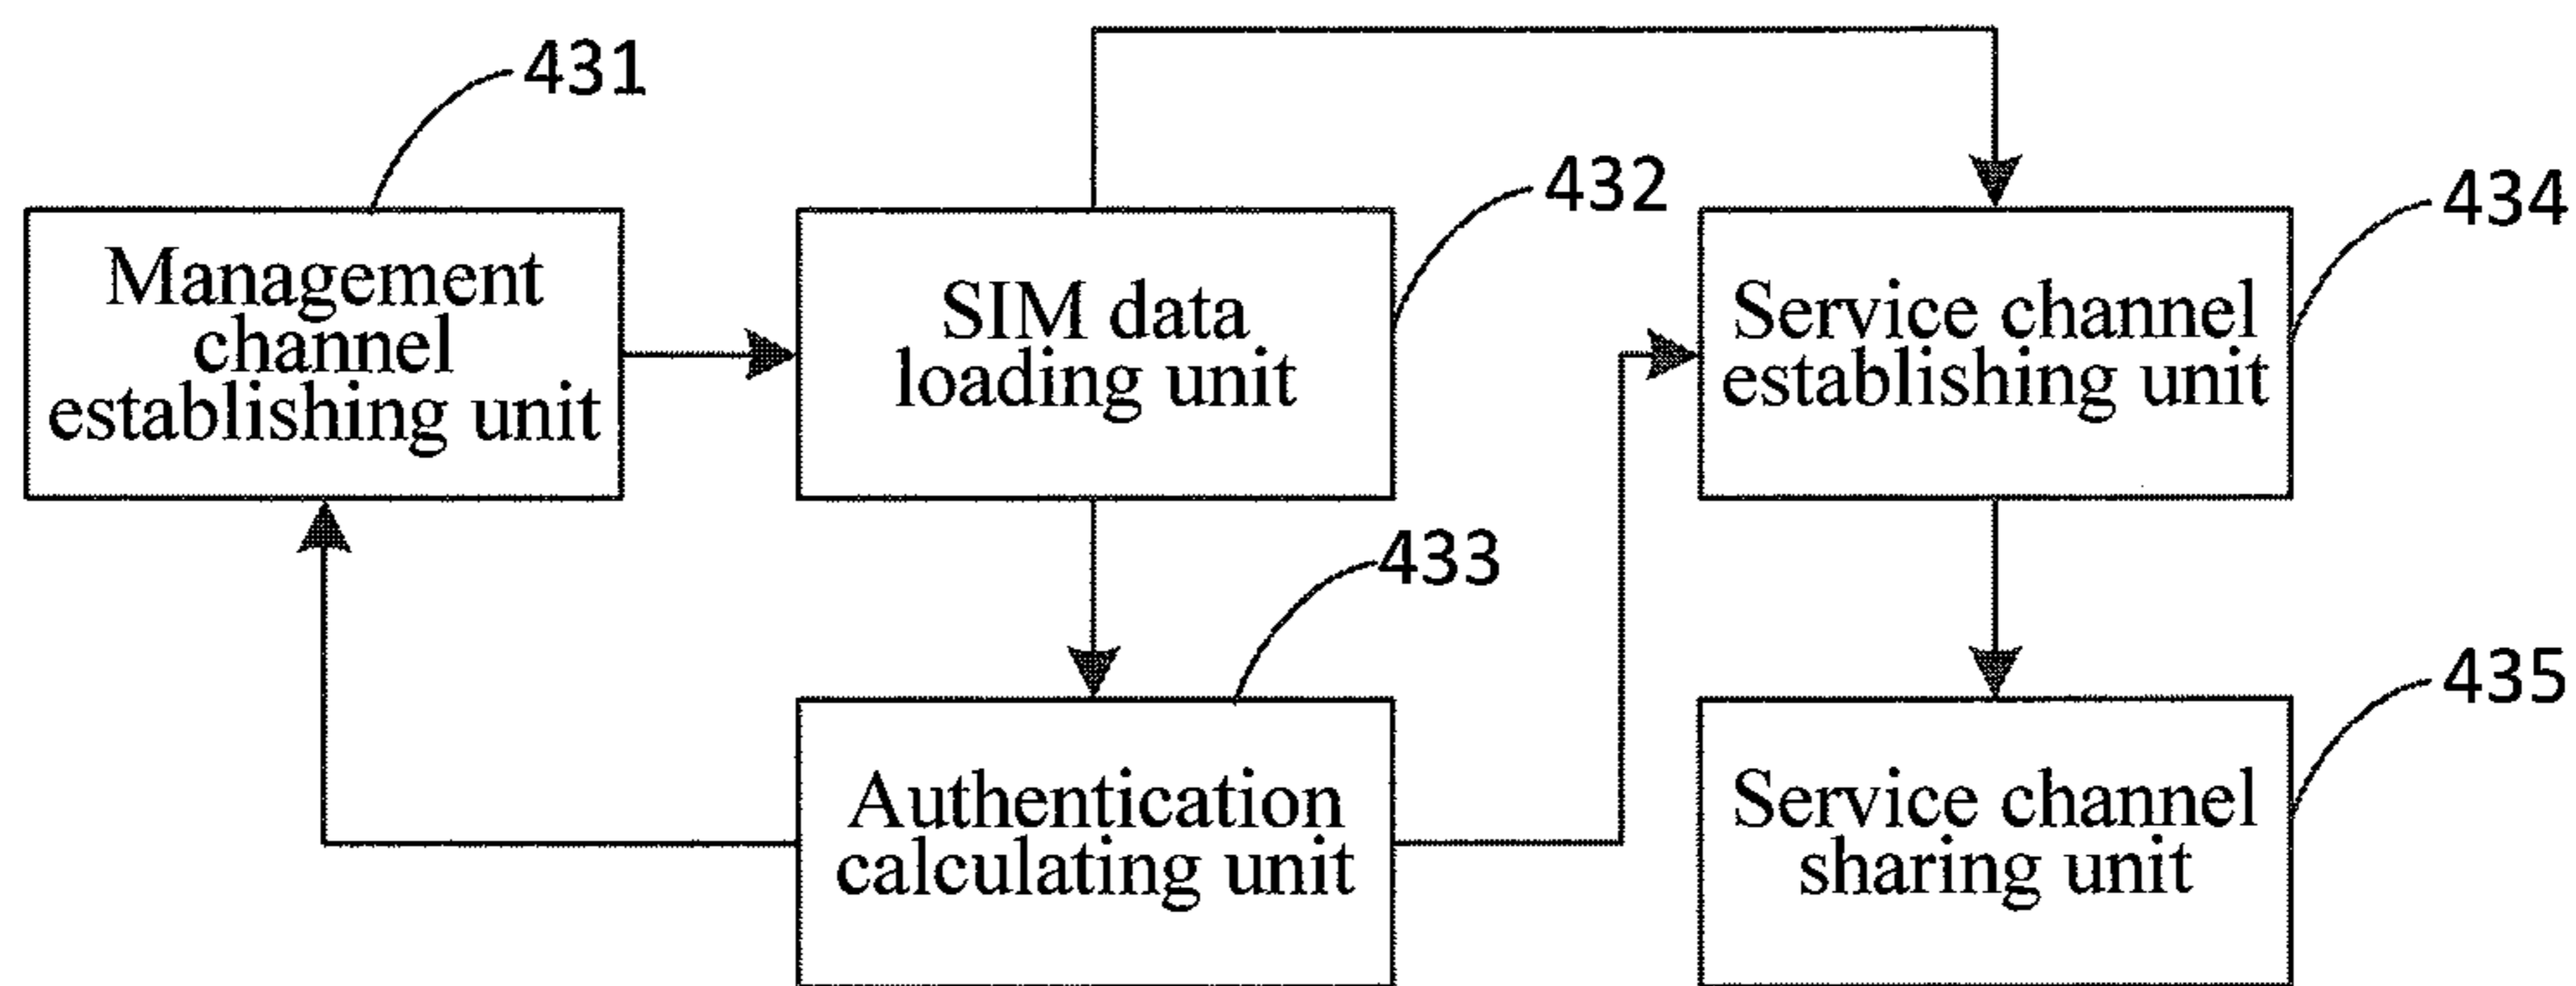 431
Management
channel
establishing unit
432
SIM data
loading unit
434
Service channel
establishing unit
433
Authentication
calculating unit
435
Service channel
sharing unit